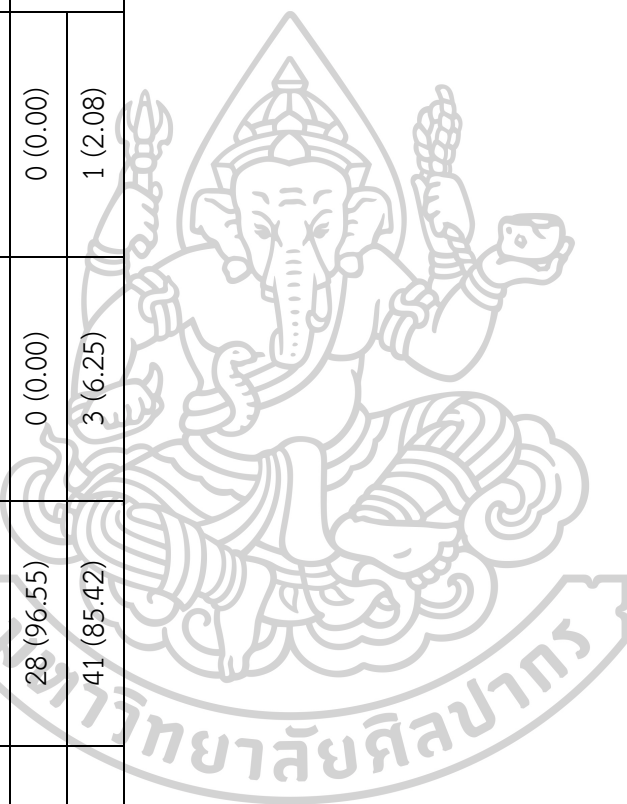 28 (96.55) 0 (0.00) 0 (0.00)
41 (85.42) 3 (6.25) 1 (2.08)
มหาวิทยาลัยศิลปากร